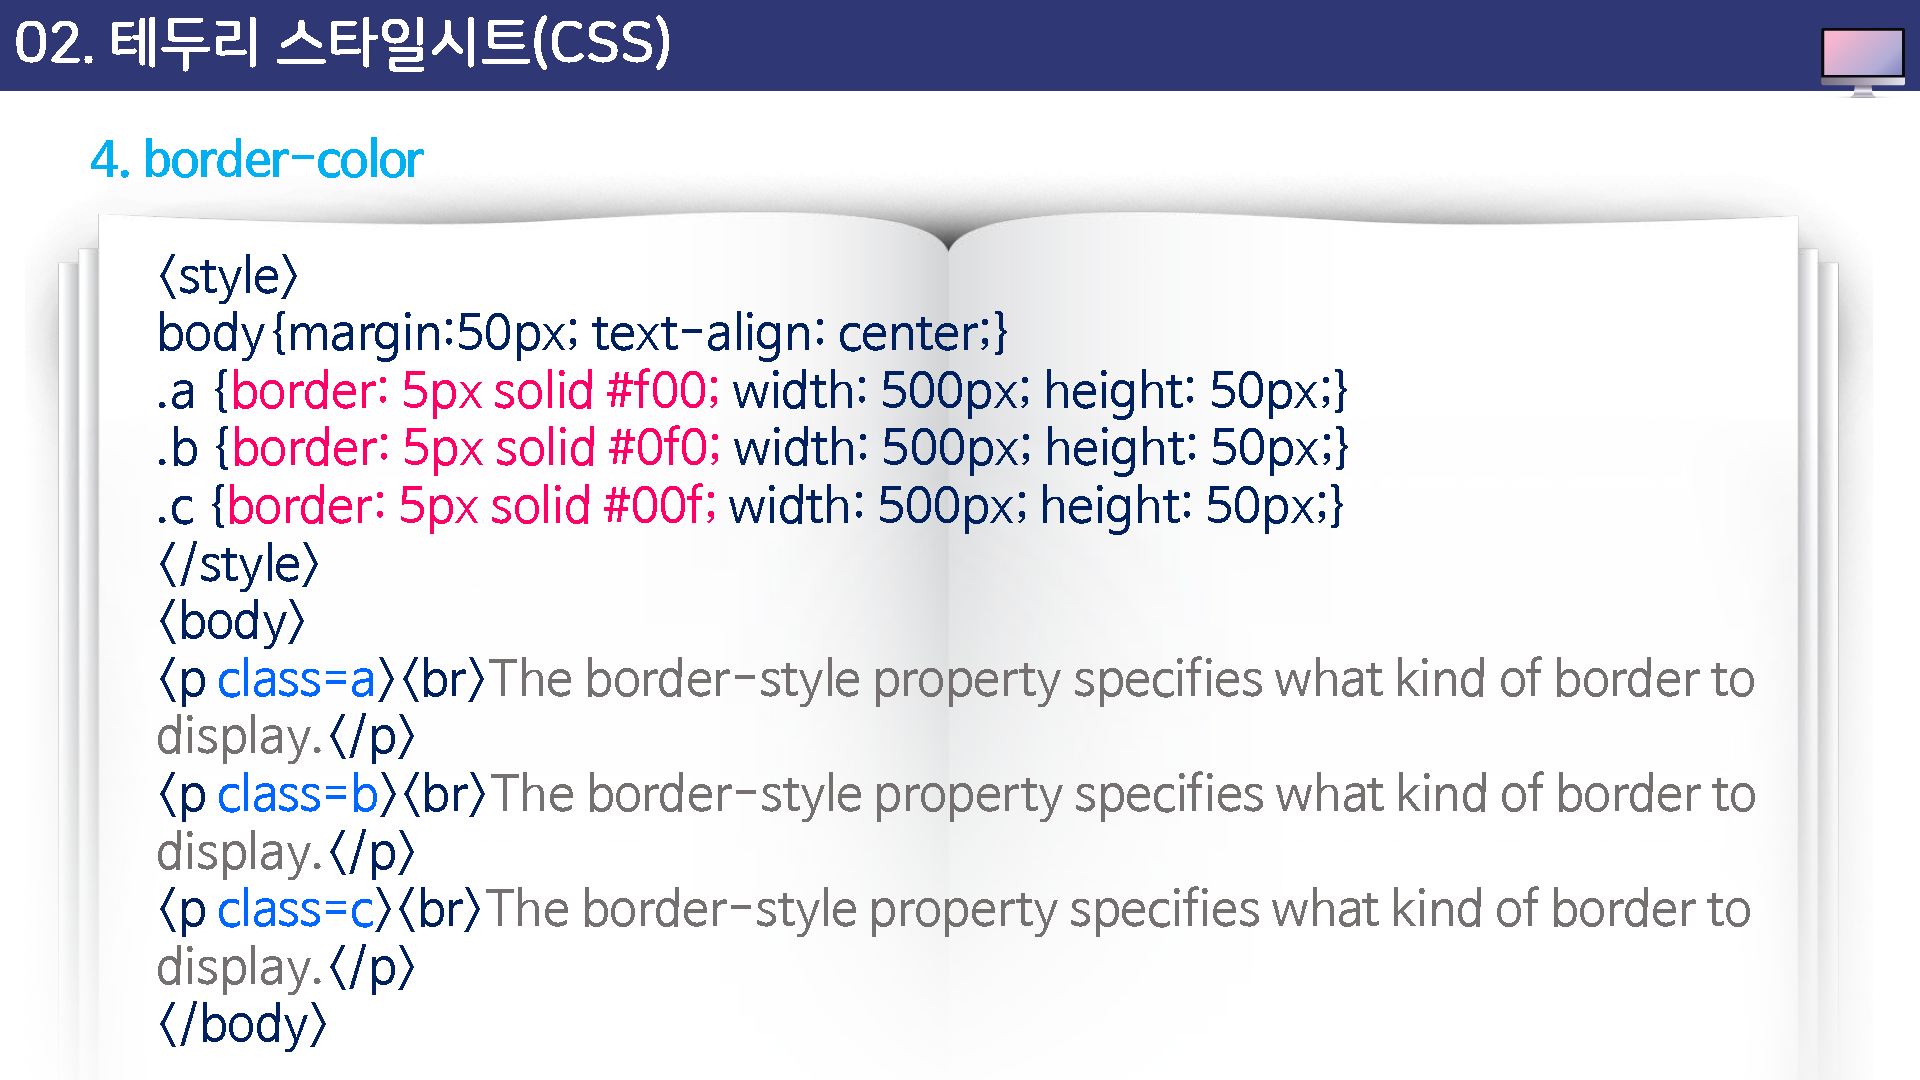 02. 테두리 스타일시트(CSS)
4. border-color
<style>
body{margin:50px; text-align: center;}
.a {border: 5px solid #f00; width: 500px; height: 50px;}
.b {border: 5px solid #0f0; width: 500px; height: 50px;}
.c {border: 5px solid #00f; width: 500px; height: 50px;}
</style>
<body>
<p class=a><br>The border-style property specifies what kind of border to
display.</p>
<p class=b><br>The border-style property specifies what kind of border to
display.</p>
<p class=c><br>The border-style property specifies what kind of border to
display.</p>
</body>